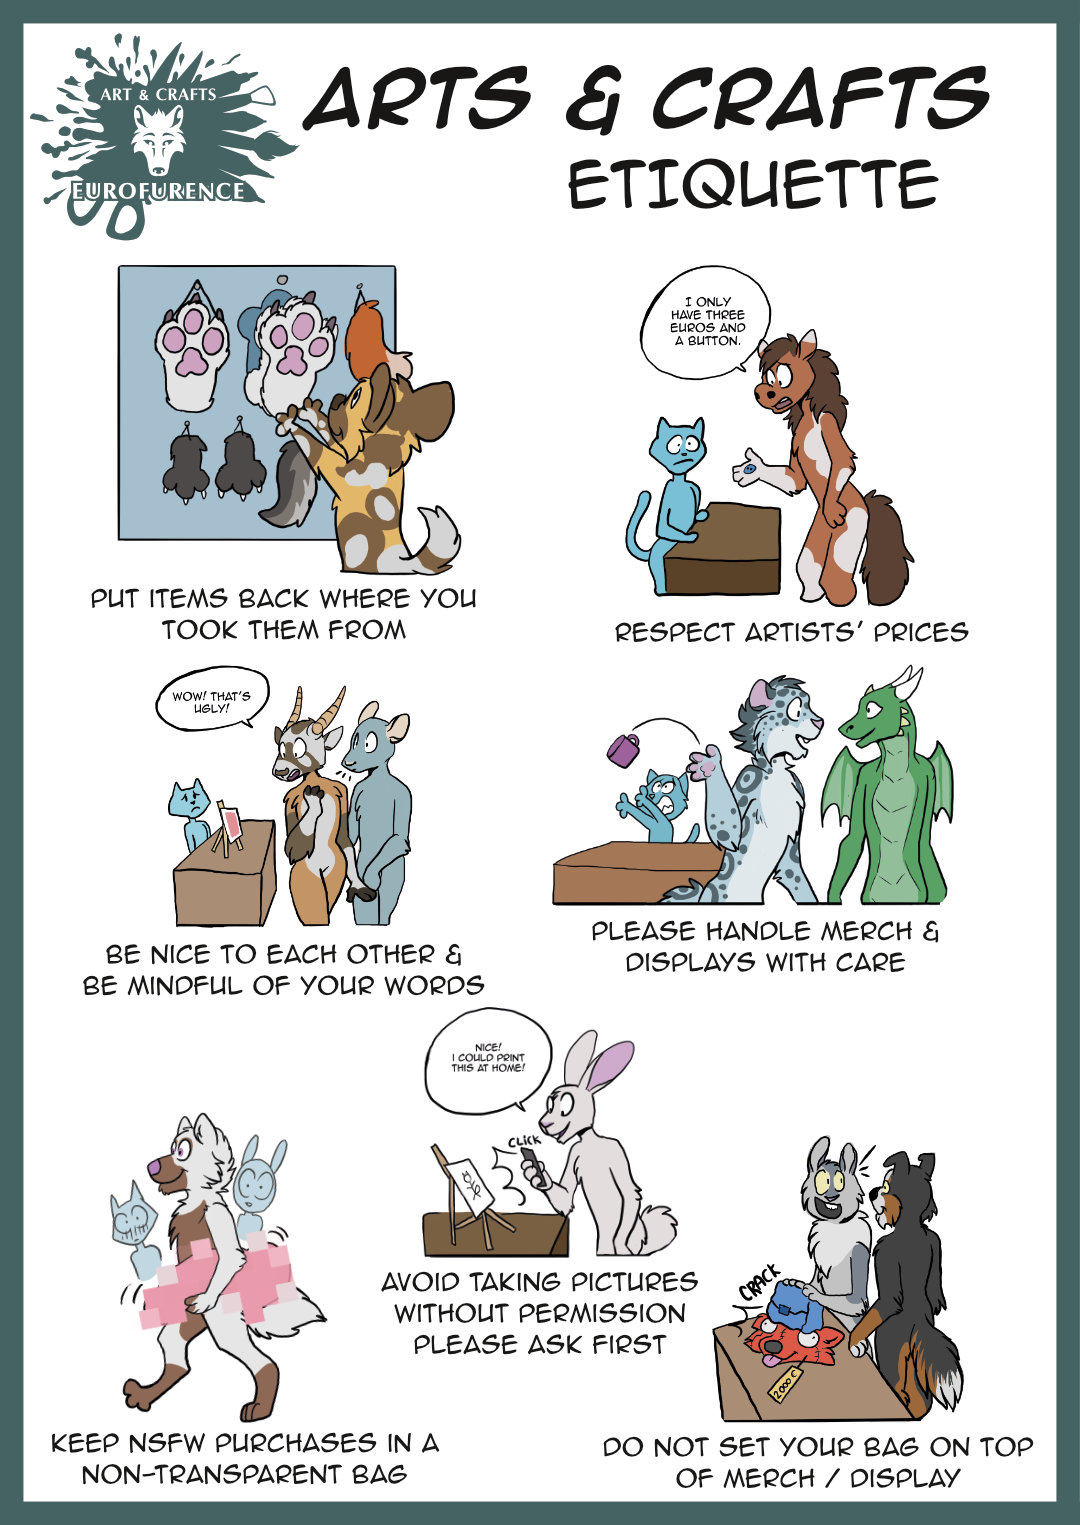 ART & CRAFTS
EUROFURENCE
ARTS & CRAFTS
ETIQUETTE
PUT ITEMS BACK WHERE YOU
TOOK THEM FROM
I ONLY
HAVE THREE
EUROS AND
A BUTTON.
RESPECT ARTISTS' PRICES
WOW! THAT'S
UGLY!
BE NICE TO EACH OTHER &
BE MINDFUL OF YOUR WORDS
PLEASE HANDLE MERCH &
DISPLAYS WITH CARE
NICE!
I COULD PRINT
THIS AT HOME!
CLICK
AVOID TAKING PICTURES
WITHOUT PERMISSION
PLEASE ASK FIRST
KEEP NSFW PURCHASES IN A
NON-TRANSPARENT BAG
CRACK
2000 €
DO NOT SET YOUR BAG ON TOP
OF MERCH / DISPLAY